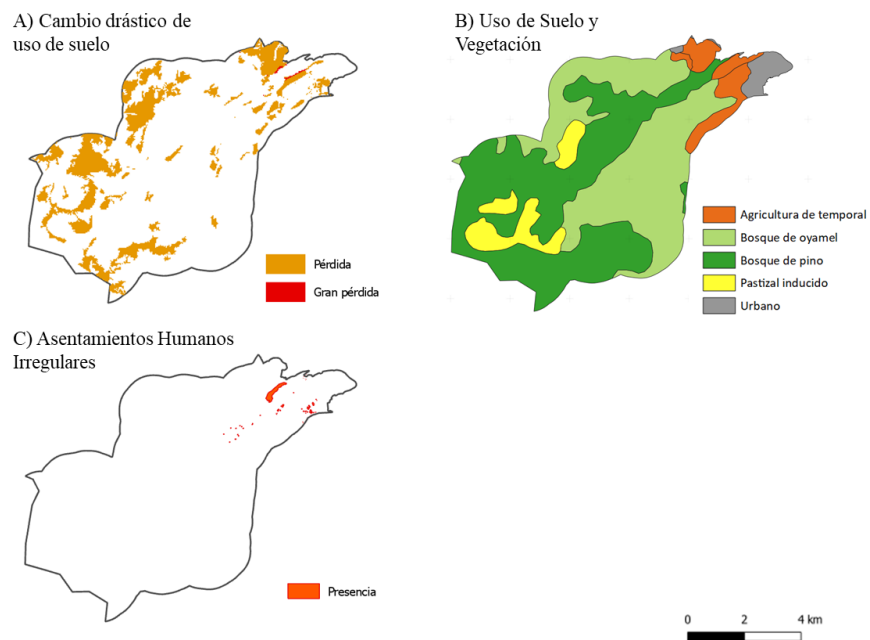 A) Cambio drástico de
uso de suelo
Pérdida
Gran pérdida
B) Uso de Suelo y
Vegetación
Agricultura de temporal
Bosque de oyamel
Bosque de pino
Pastizal inducido
Urbano
C) Asentamientos Humanos
Irregulares
Presencia
0 2 4 km